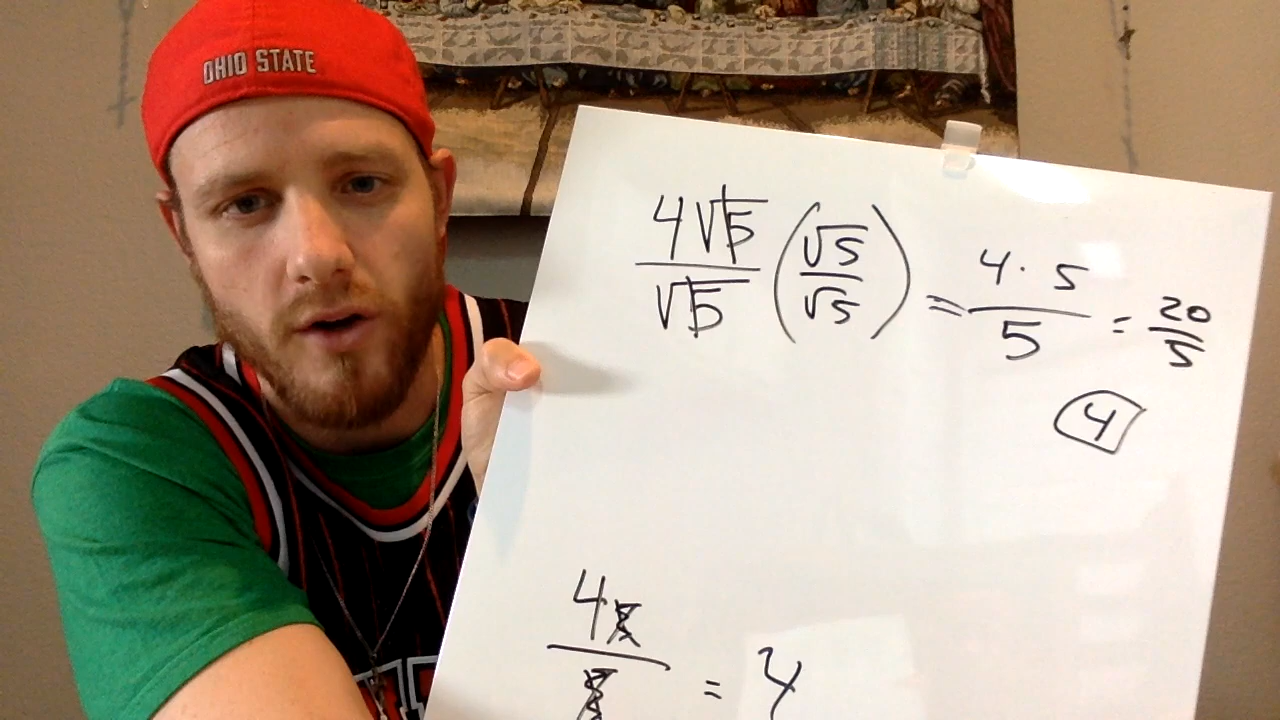 OHIO STATE
4√5/√5 (√5/√5) = 4 · 5/5 = 20/5
4
4x/x = 4